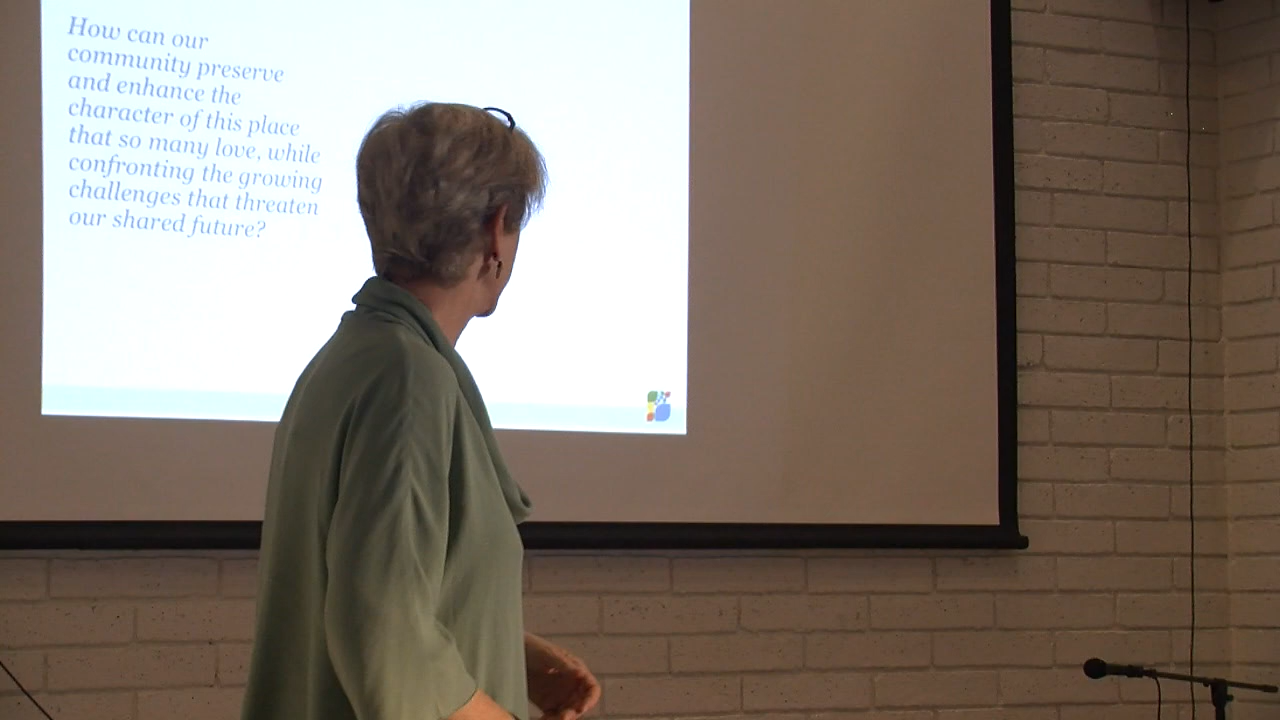 How can our
community preserve
and enhance the
character of this place
that so many love, while
confronting the growing
challenges that threaten
our shared future?